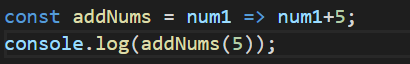 const addNums = num1 => num1+5;
console.log(addNums(5));